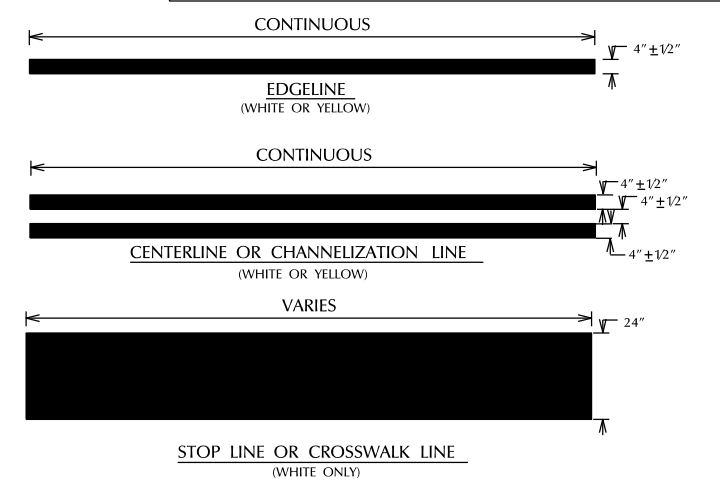 CONTINUOUS
4"±1/2"
EDGELINE
(WHITE OR YELLOW)
CONTINUOUS
4"±1/2"
4"±1/2"
4"±1/2"
CENTERLINE OR CHANNELIZATION LINE
(WHITE OR YELLOW)
VARIES
24"
STOP LINE OR CROSSWALK LINE
(WHITE ONLY)